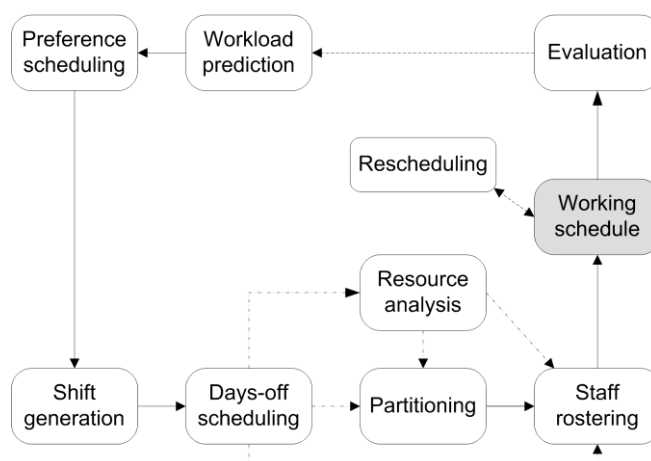 Preference
scheduling
Workload
prediction
Evaluation
Rescheduling
Working
schedule
Resource
analysis
Shift
generation
Days-off
scheduling
Partitioning
Staff
rostering